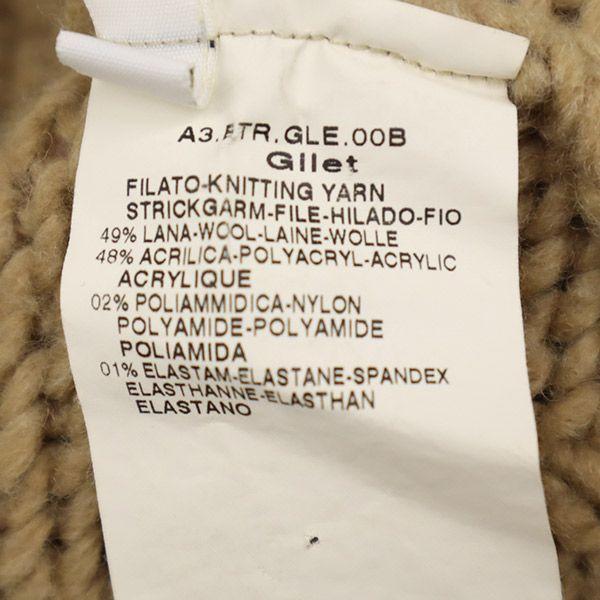 A3.FTR.GLE.00B
Gilet
FILATO-KNITTING YARN
STRICKGARM-FILE-HILADO-FIO
49% LANA-WOOL-LAINE-WOLLE
48% ACRILICA-POLYACRYL-ACRYLIC
ACRYLIQUE
02% POLIAMMIDICA-NYLON
POLYAMIDE-POLYAMIDE
POLIAMIDA
01% ELASTAM-ELASTANE-SPANDEX
ELASTHANNE-ELASTHAN
ELASTANO